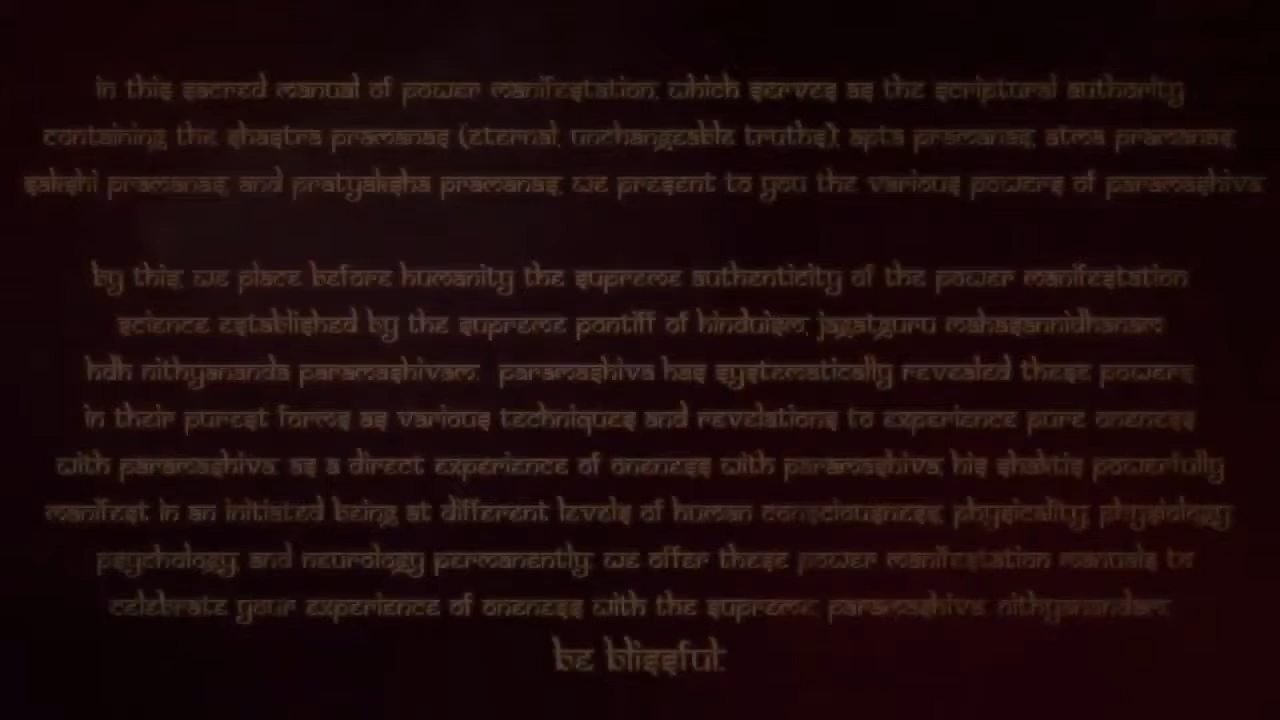 in this sacred manual of power manifestation, which serves as the scriptural authority
containing the shastra pramanas (eternal, unchangeable truths), apta pramanas, atma pramanas,
sakshi pramanas, and pratyaksha pramanas, we present to you the various powers of paramashiva.
by this, we place before humanity the supreme authenticity of the power manifestation
science established by the supreme pontiff of hinduism, jagatguru mahasannidhanam
hdh nithyananda paramashivam. paramashiva has systematically revealed these powers
in their purest forms as various techniques and revelations to experience pure oneness
with paramashiva. as a direct experience of oneness with paramashiva, his shaktis powerfully
manifest in an initiated being at different levels of human consciousness, physicality, physiology,
psychology, and neurology permanently. we offer these power manifestation manuals to
celebrate your experience of oneness with the supreme, paramashiva nithyanandam.
be blissful.